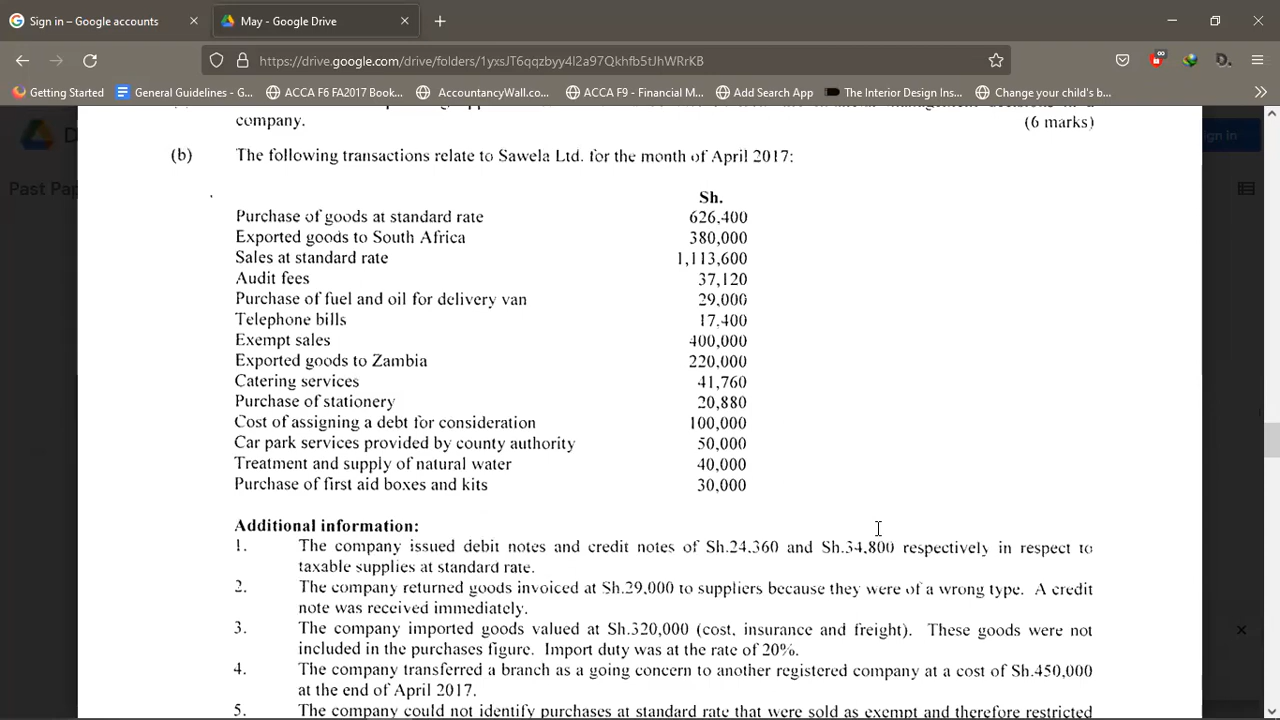 Sign in – Google accounts
May - Google Drive
https://drive.google.com/drive/folders/1yxsJT6qqzbyy4l2a97Qkhfb5tJhWRrKB
Getting Started General Guidelines - G... ACCA F6 FA2017 Book... AccountancyWall.co... ACCA F9 - Financial M... Add Search App The Interior Design Ins... Change your child's b...
company. (6 marks)
Past Pap
(b) The following transactions relate to Sawela Ltd. for the month of April 2017:
Sh.
Purchase of goods at standard rate 626,400
Exported goods to South Africa 380,000
Sales at standard rate 1,113,600
Audit fees 37,120
Purchase of fuel and oil for delivery van 29,000
Telephone bills 17,400
Exempt sales 400,000
Exported goods to Zambia 220,000
Catering services 41,760
Purchase of stationery 20,880
Cost of assigning a debt for consideration 100,000
Car park services provided by county authority 50,000
Treatment and supply of natural water 40,000
Purchase of first aid boxes and kits 30,000
Additional information:
1. The company issued debit notes and credit notes of Sh.24,360 and Sh.34,800 respectively in respect to
taxable supplies at standard rate.
2. The company returned goods invoiced at Sh.29,000 to suppliers because they were of a wrong type. A credit
note was received immediately.
3. The company imported goods valued at Sh.320,000 (cost, insurance and freight). These goods were not
included in the purchases figure. Import duty was at the rate of 20%.
4. The company transferred a branch as a going concern to another registered company at a cost of Sh.450,000
at the end of April 2017.
5. The company could not identify purchases at standard rate that were sold as exempt and therefore restricted